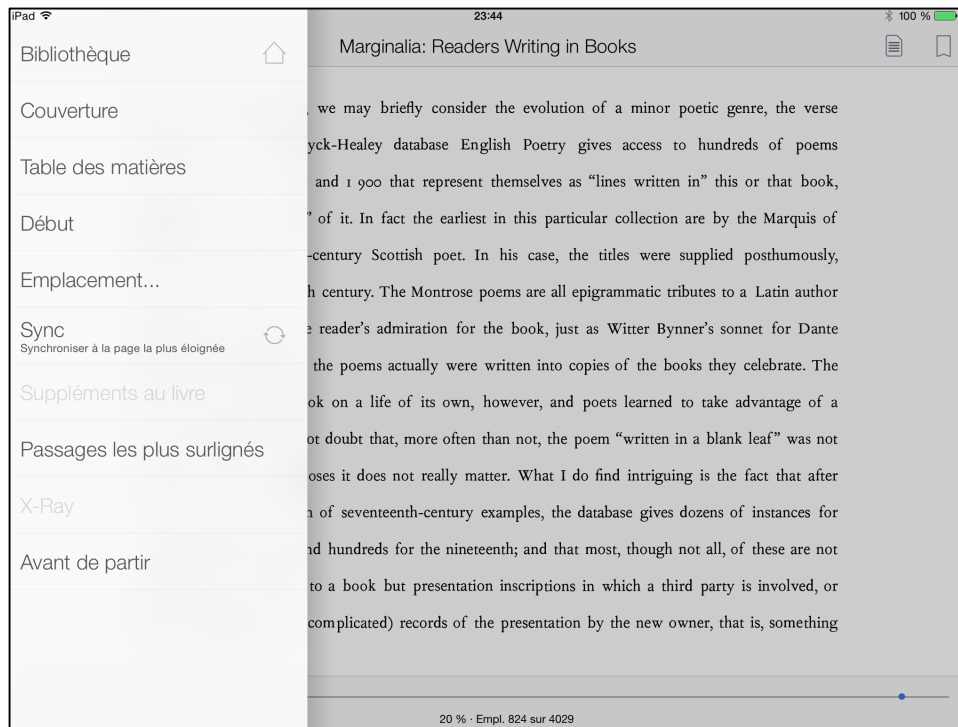 iPad
23:44
100 %
Bibliothèque
Couverture
Table des matières
Début
Emplacement...
Sync
Synchroniser à la page la plus éloignée
Suppléments au livre
Passages les plus surlignés
X-Ray
Avant de partir
Marginalia: Readers Writing in Books
, we may briefly consider the evolution of a minor poetic genre, the verse
yck-Healey database English Poetry gives access to hundreds of poems
and 1 900 that represent themselves as “lines written in” this or that book,
” of it. In fact the earliest in this particular collection are by the Marquis of
-century Scottish poet. In his case, the titles were supplied posthumously,
h century. The Montrose poems are all epigrammatic tributes to a Latin author
e reader’s admiration for the book, just as Witter Bynner’s sonnet for Dante
the poems actually were written into copies of the books they celebrate. The
ok on a life of its own, however, and poets learned to take advantage of a
ot doubt that, more often than not, the poem “written in a blank leaf” was not
oses it does not really matter. What I do find intriguing is the fact that after
n of seventeenth-century examples, the database gives dozens of instances for
nd hundreds for the nineteenth; and that most, though not all, of these are not
to a book but presentation inscriptions in which a third party is involved, or
complicated) records of the presentation by the new owner, that is, something
20 % · Empl. 824 sur 4029